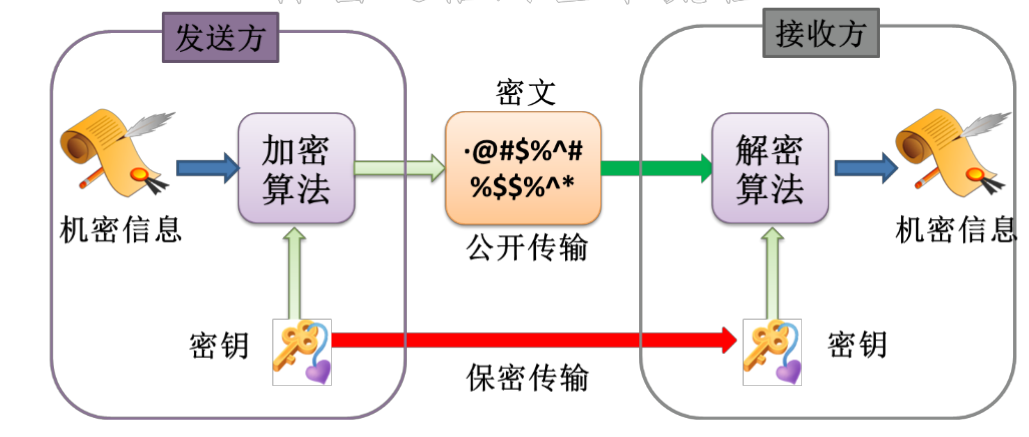 发送方
接收方
密文
加密
算法
·@#$%^#
%$$%^*
解密
算法
机密信息
公开传输
机密信息
密钥
密钥
保密传输